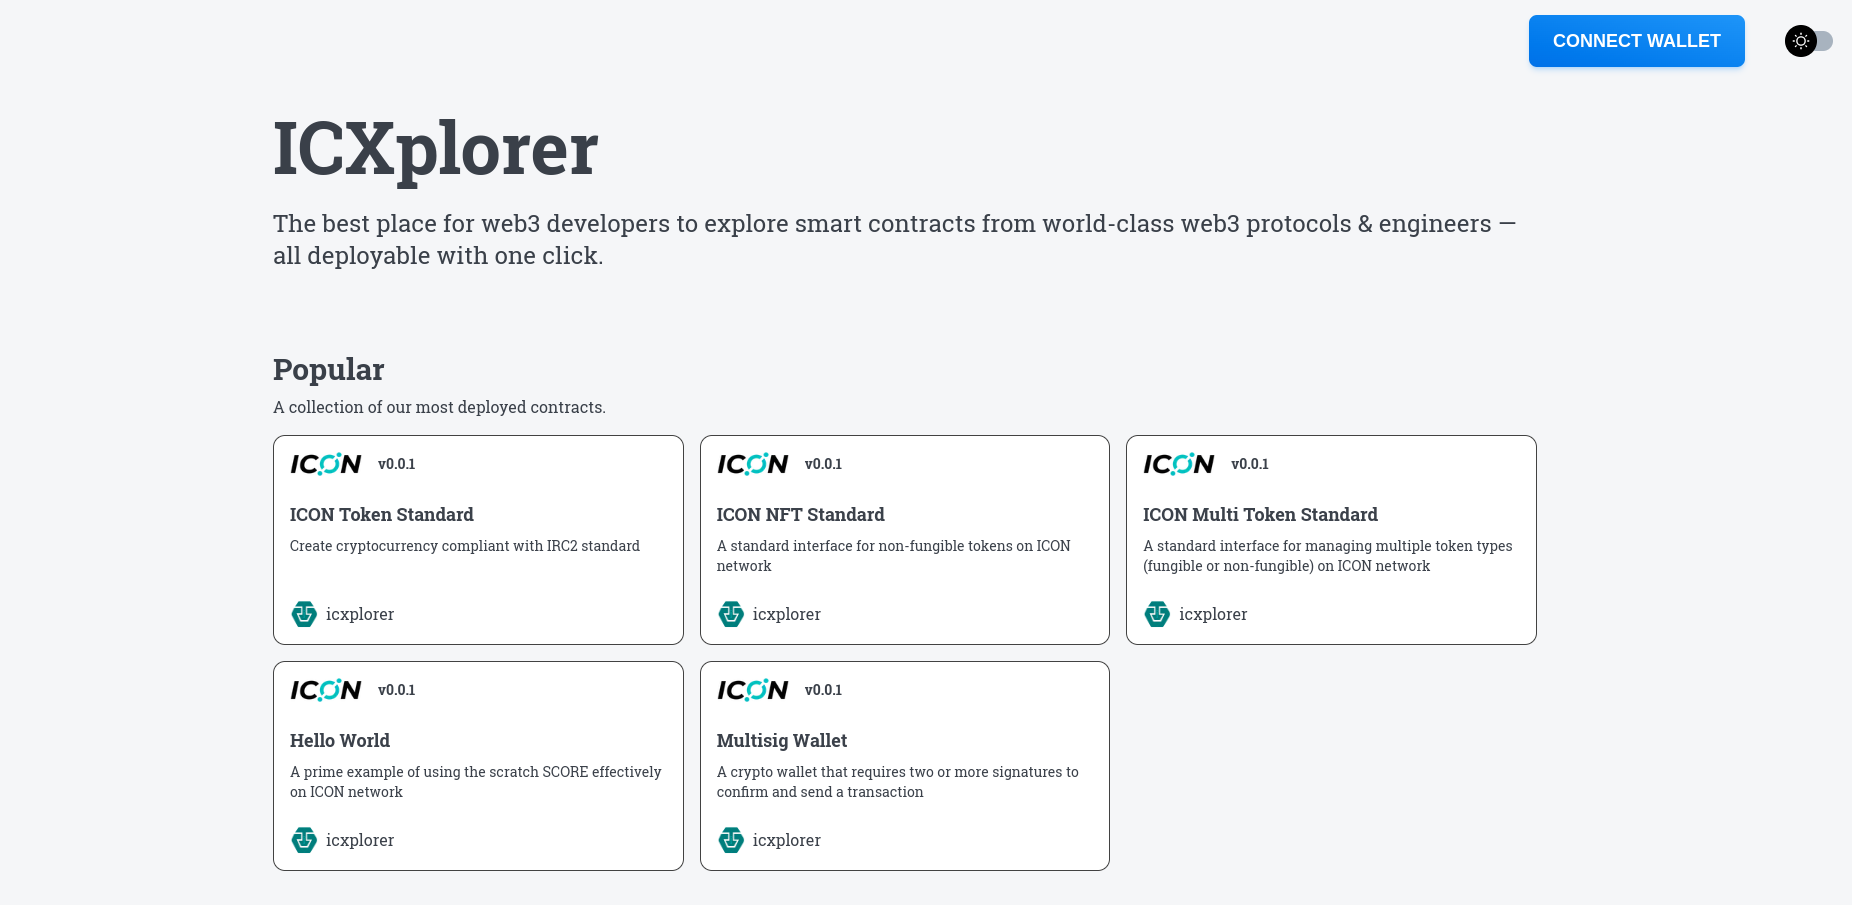 CONNECT WALLET
ICXplorer
The best place for web3 developers to explore smart contracts from world-class web3 protocols & engineers —
all deployable with one click.
Popular
A collection of our most deployed contracts.
ICON v0.0.1
ICON Token Standard
Create cryptocurrency compliant with IRC2 standard
icxplorer
ICON v0.0.1
ICON NFT Standard
A standard interface for non-fungible tokens on ICON
network
icxplorer
ICON v0.0.1
ICON Multi Token Standard
A standard interface for managing multiple token types
(fungible or non-fungible) on ICON network
icxplorer
ICON v0.0.1
Hello World
A prime example of using the scratch SCORE effectively
on ICON network
icxplorer
ICON v0.0.1
Multisig Wallet
A crypto wallet that requires two or more signatures to
confirm and send a transaction
icxplorer